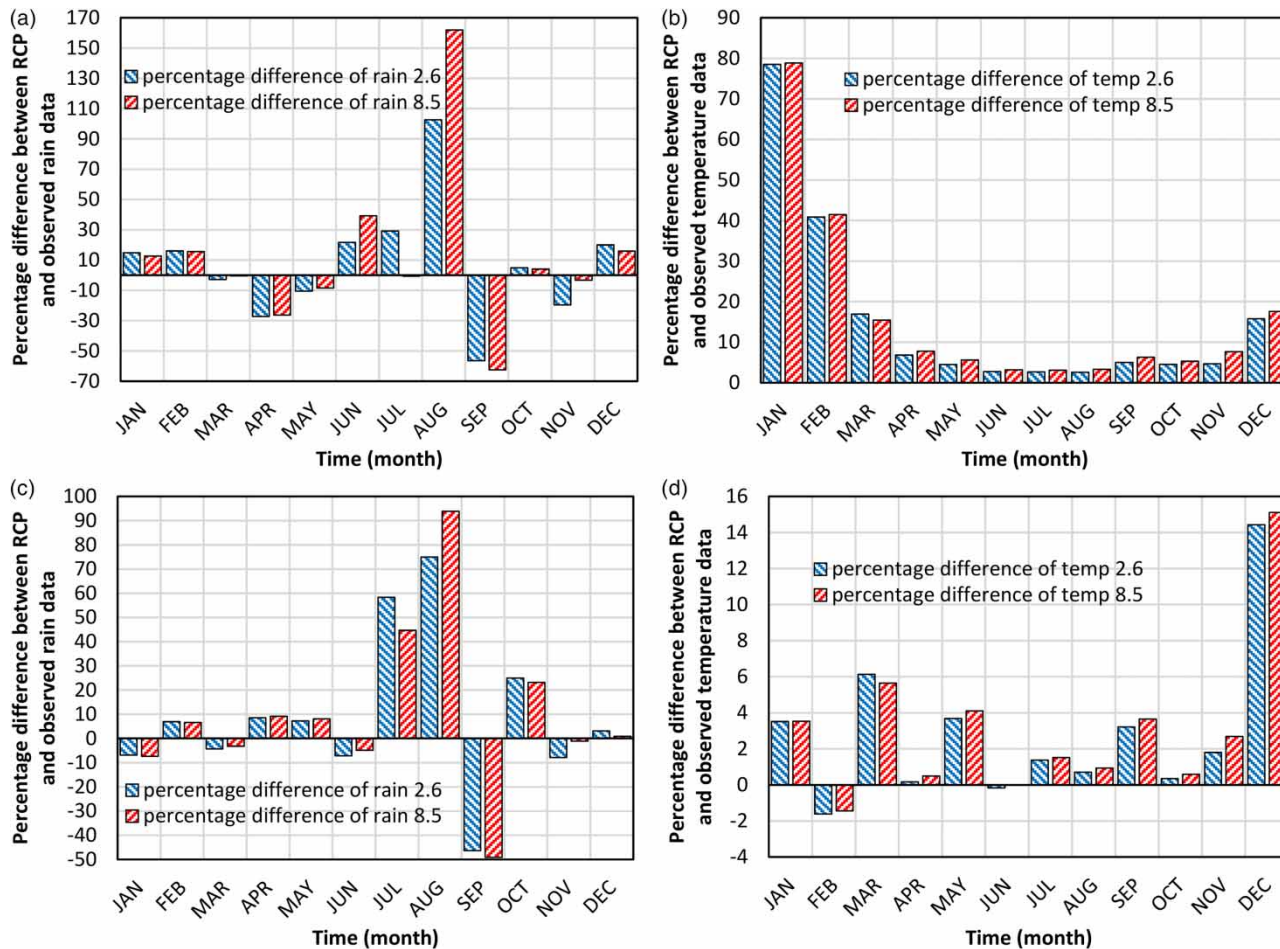 (a)
Percentage difference between RCP
and observed rain data
170
150
130
110
90
70
50
30
10
-10
-30
-50
-70
percentage difference of rain 2.6
percentage difference of rain 8.5
JAN
FEB
MAR
APR
MAY
JUN
JUL
AUG
SEP
OCT
NOV
DEC
Time (month)
(b)
Percentage difference between RCP
and observed temperature data
90
80
70
60
50
40
30
20
10
0
percentage difference of temp 2.6
percentage difference of temp 8.5
JAN
FEB
MAR
APR
MAY
JUN
JUL
AUG
SEP
OCT
NOV
DEC
Time (month)
(c)
Percentage difference between RCP
and observed rain data
100
90
80
70
60
50
40
30
20
10
0
-10
-20
-30
-40
-50
percentage difference of rain 2.6
percentage difference of rain 8.5
JAN
FEB
MAR
APR
MAY
JUN
JUL
AUG
SEP
OCT
NOV
DEC
Time (month)
(d)
Percentage difference between RCP
and observed temperature data
16
14
12
10
8
6
4
2
0
-2
-4
percentage difference of temp 2.6
percentage difference of temp 8.5
JAN
FEB
MAR
APR
MAY
JUN
JUL
AUG
SEP
OCT
NOV
DEC
Time (month)